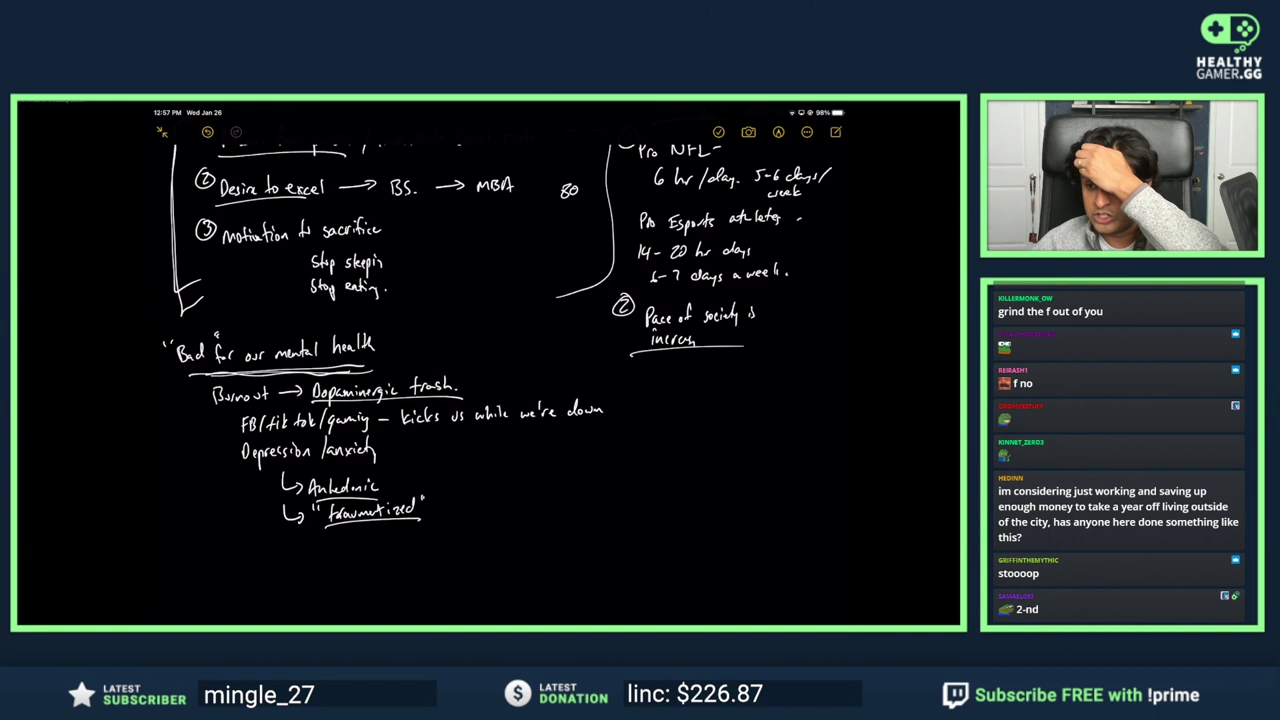 12:57 PM Wed Jan 26
98%
② Desire to excel → BS. → MBA 80
③ Motivation to sacrifice
Stop sleepin
Stop eating.
"Bad" for our mental health
Burnout → Dopaminergic trash.
FB/tik tok/gaming – kicks us while we're down
Depression/anxiety
↳ Anhedonic
↳ "traumatized"
Pro NFL-
6 hr/day. 5-6 days/
week
Pro Esports athletes -
14-20 hr days
6-7 days a week.
② Pace of society is
increas
HEALTHY
GAMER.GG
KILLERMONK_OW
grind the f out of you
REIRASH1
f no
KINNET_ZERO3
HEDINN
im considering just working and saving up
enough money to take a year off living outside
of the city, has anyone here done something like
this?
GRIFFINTHEMYTHIC
stoooop
2-nd
LATEST
SUBSCRIBER
mingle_27
LATEST
DONATION
linc: $226.87
Subscribe FREE with !prime